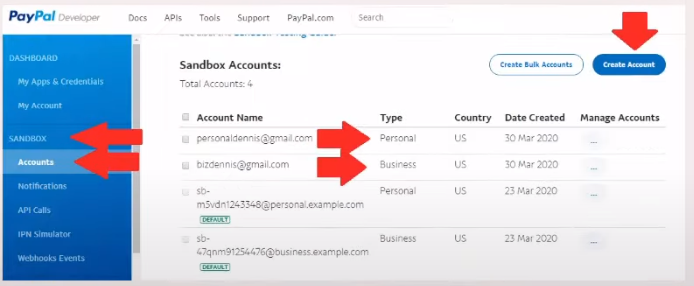 PayPal Developer
Docs APIs Tools Support PayPal.com Search
DASHBOARD
My Apps & Credentials
My Account
SANDBOX
Accounts
Notifications
API Calls
IPN Simulator
Webhooks Events
Sandbox Accounts:
Total Accounts: 4
Create Bulk Accounts
Create Account
Account Name Type Country Date Created Manage Accounts
personaldennis@gmail.com Personal US 30 Mar 2020 ...
bizdennis@gmail.com Business US 30 Mar 2020 ...
sb- Personal US 23 Mar 2020 ...
m5vdn1243348@personal.example.com
DEFAULT
sb- Business US 23 Mar 2020 ...
47qnm91254476@business.example.com
DEFAULT